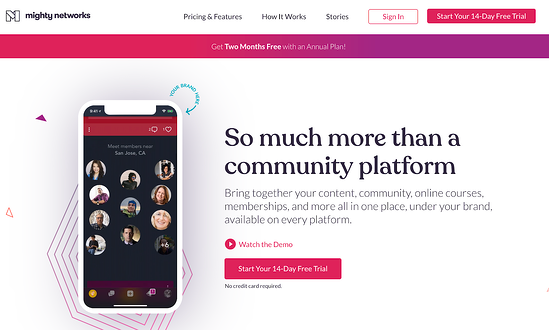 mighty networks
Pricing & Features
How It Works
Stories
Sign In
Start Your 14-Day Free Trial
Get Two Months Free with an Annual Plan!
YOUR BRAND HERE
9:41
Meet members near
San Jose, CA
So much more than a
community platform
Bring together your content, community, online courses,
memberships, and more all in one place, under your brand,
available on every platform.
Watch the Demo
Start Your 14-Day Free Trial
No credit card required.